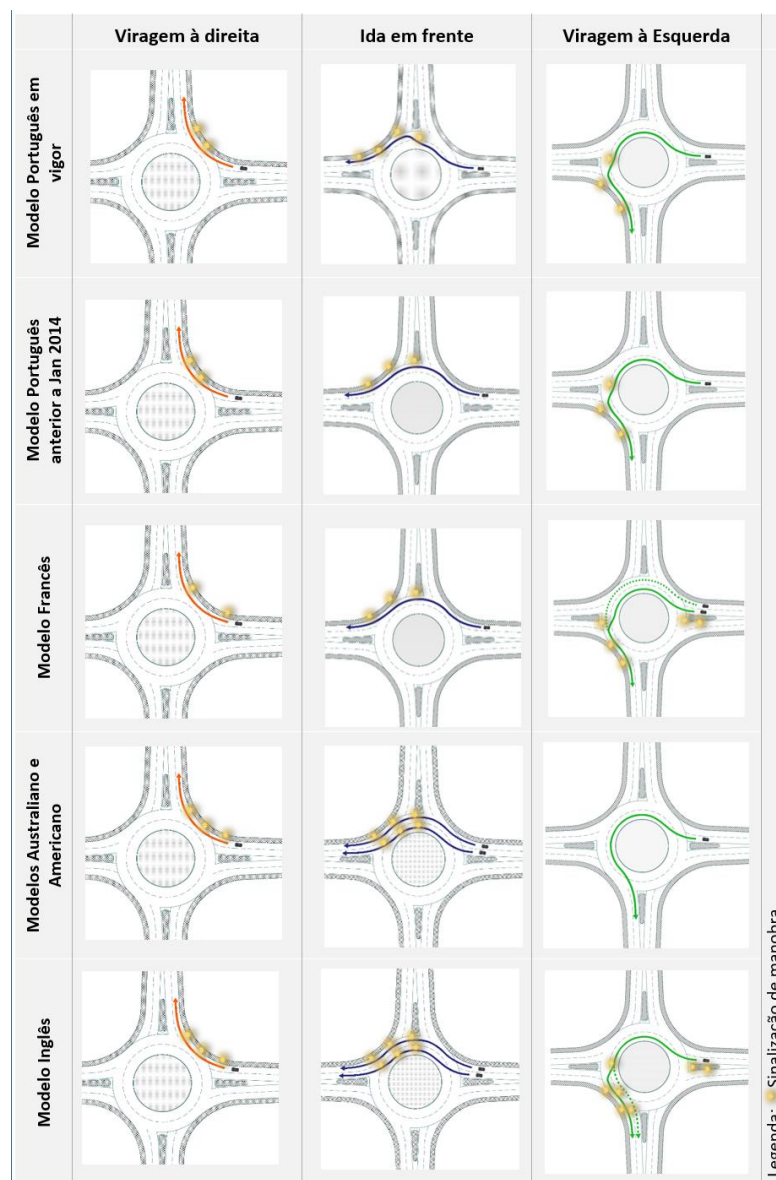 Viragem à direita
Ida em frente
Viragem à Esquerda
Modelo Português em
vigor
Modelo Português
anterior a Jan 2014
Modelo Francês
Modelos Australiano e
Americano
Modelo Inglês
Legenda: Sinalização de manobra